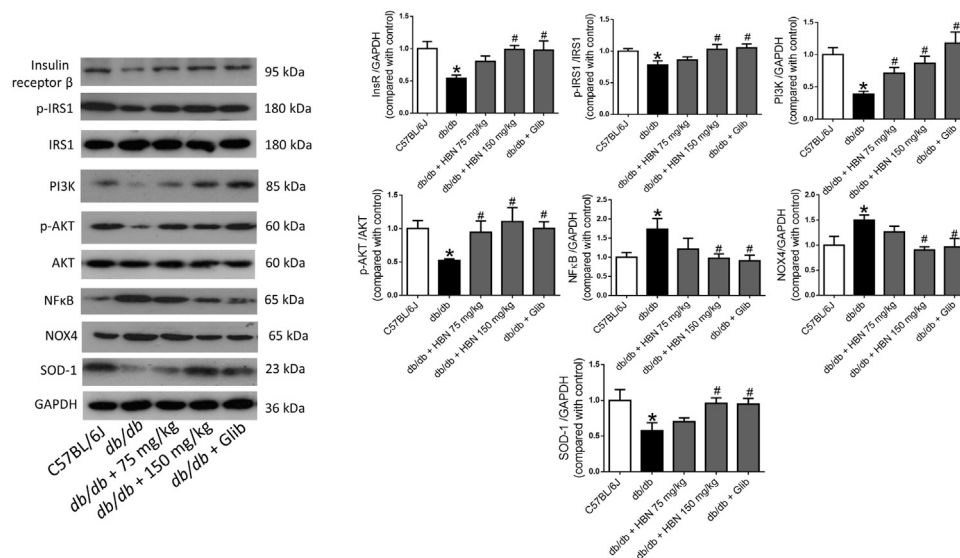 Insulin
receptor β
95 kDa
p-IRS1
180 kDa
IRS1
180 kDa
PI3K
85 kDa
p-AKT
60 kDa
AKT
60 kDa
NFκB
65 kDa
NOX4
65 kDa
SOD-1
23 kDa
GAPDH
36 kDa
C57BL/6J
db/db
db/db + 75 mg/kg
db/db + 150 mg/kg
db/db + Glib
InsR /GAPDH
(compared with control)
1.5
1.0
0.5
0.0
*
#
#
C57BL/6J
db/db
db/db + HBN 75 mg/kg
db/db + HBN 150 mg/kg
db/db + Glib
p-IRS1 /IRS1
(compared with control)
1.5
1.0
0.5
0.0
*
#
#
C57BL/6J
db/db
db/db + HBN 75 mg/kg
db/db + HBN 150 mg/kg
db/db + Glib
PI3K /GAPDH
(compared with control)
1.5
1.0
0.5
0.0
*
#
#
#
C57BL/6J
db/db
db/db + HBN 75 mg/kg
db/db + HBN 150 mg/kg
db/db + Glib
p-AKT /AKT
(compared with control)
1.5
1.0
0.5
0.0
*
#
#
#
C57BL/6J
db/db
db/db + HBN 75 mg/kg
db/db + HBN 150 mg/kg
db/db + Glib
NFκB /GAPDH
(compared with control)
2.5
2.0
1.5
1.0
0.5
0.0
*
#
#
C57BL/6J
db/db
db/db + HBN 75 mg/kg
db/db + HBN 150 mg/kg
db/db + Glib
NOX4/GAPDH
(compared with control)
2.0
1.5
1.0
0.5
0.0
*
#
#
C57BL/6J
db/db
db/db + HBN 75 mg/kg
db/db + HBN 150 mg/kg
db/db + Glib
SOD-1 /GAPDH
(compared with control)
1.5
1.0
0.5
0.0
*
#
#
C57BL/6J
db/db
db/db + HBN 75 mg/kg
db/db + HBN 150 mg/kg
db/db + Glib